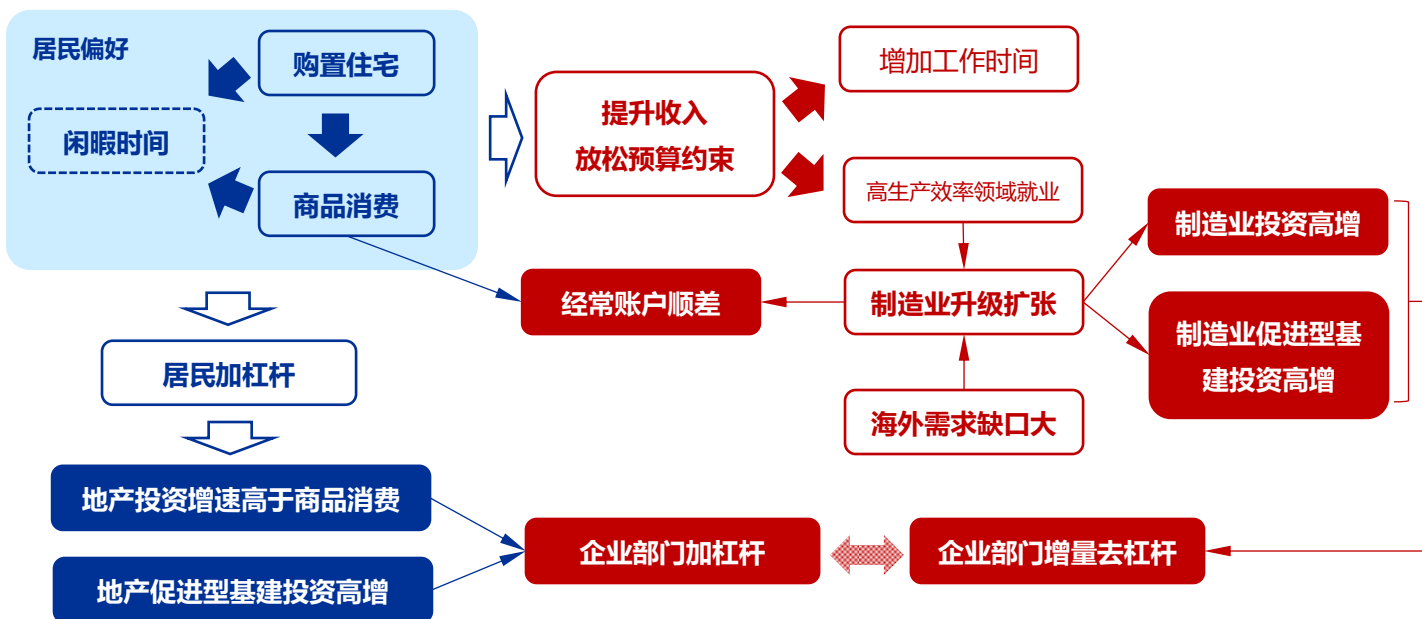 居民偏好
购置住宅
闲暇时间
商品消费
提升收入
放松预算约束
增加工作时间
高生产效率领域就业
制造业投资高增
经常账户顺差
制造业升级扩张
制造业促进型基
建投资高增
居民加杠杆
海外需求缺口大
地产投资增速高于商品消费
企业部门加杠杆
企业部门增量去杠杆
地产促进型基建投资高增